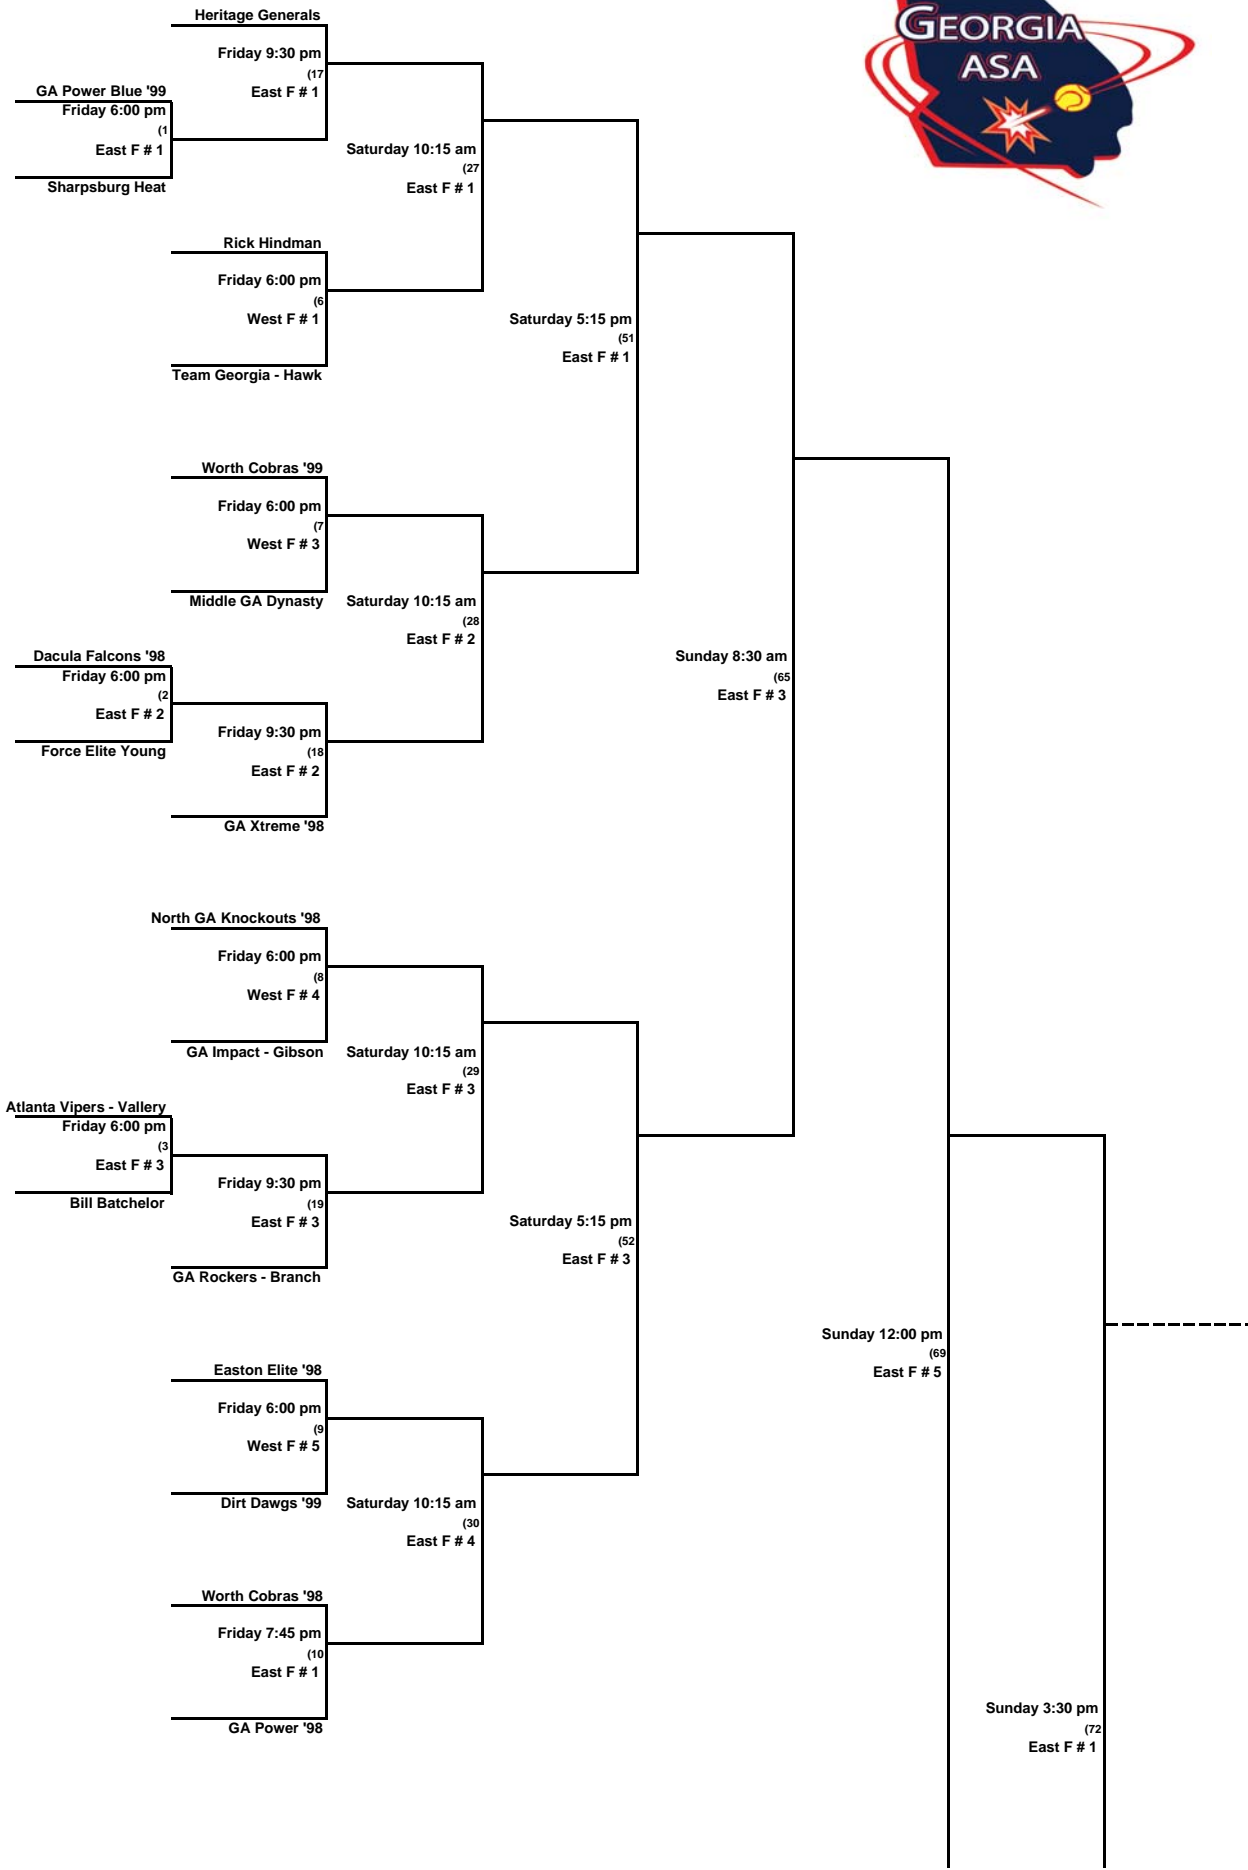 Heritage Generals
GEORGIA
ASA
Friday 9:30 pm
(17
East F # 1
GA Power Blue '99
Friday 6:00 pm
(1
East F # 1
Sharpsburg Heat
Saturday 10:15 am
(27
East F # 1
Rick Hindman
Friday 6:00 pm
(6
West F # 1
Team Georgia - Hawk
Saturday 5:15 pm
(51
East F # 1
Worth Cobras '99
Friday 6:00 pm
(7
West F # 3
Middle GA Dynasty
Saturday 10:15 am
(28
East F # 2
Dacula Falcons '98
Friday 6:00 pm
(2
East F # 2
Force Elite Young
Sunday 8:30 am
(65
East F # 3
Friday 9:30 pm
(18
East F # 2
GA Xtreme '98
North GA Knockouts '98
Friday 6:00 pm
(8
West F # 4
GA Impact - Gibson
Saturday 10:15 am
(29
East F # 3
Atlanta Vipers - Vallery
Friday 6:00 pm
(3
East F # 3
Bill Batchelor
Friday 9:30 pm
(19
East F # 3
GA Rockers - Branch
Saturday 5:15 pm
(52
East F # 3
Sunday 12:00 pm
(69
East F # 5
Easton Elite '98
Friday 6:00 pm
(9
West F # 5
Dirt Dawgs '99
Saturday 10:15 am
(30
East F # 4
Worth Cobras '98
Friday 7:45 pm
(10
East F # 1
GA Power '98
Sunday 3:30 pm
(72
East F # 1